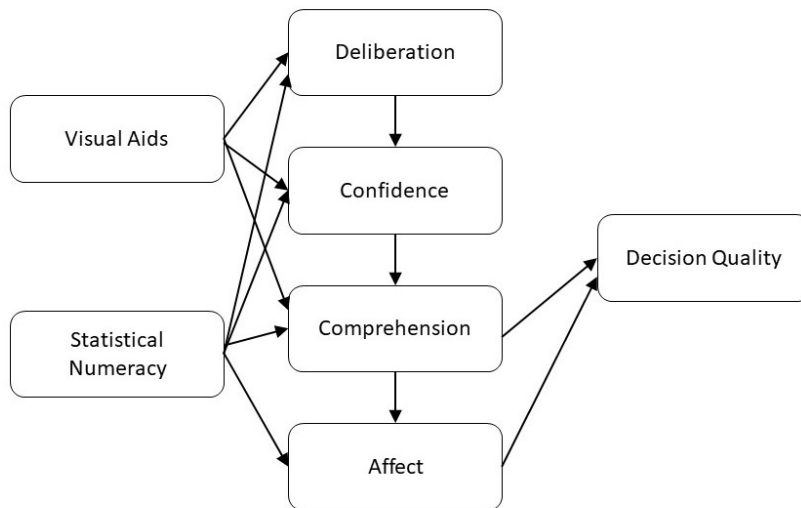 Deliberation
Visual Aids
Confidence
Decision Quality
Statistical
Numeracy
Comprehension
Affect